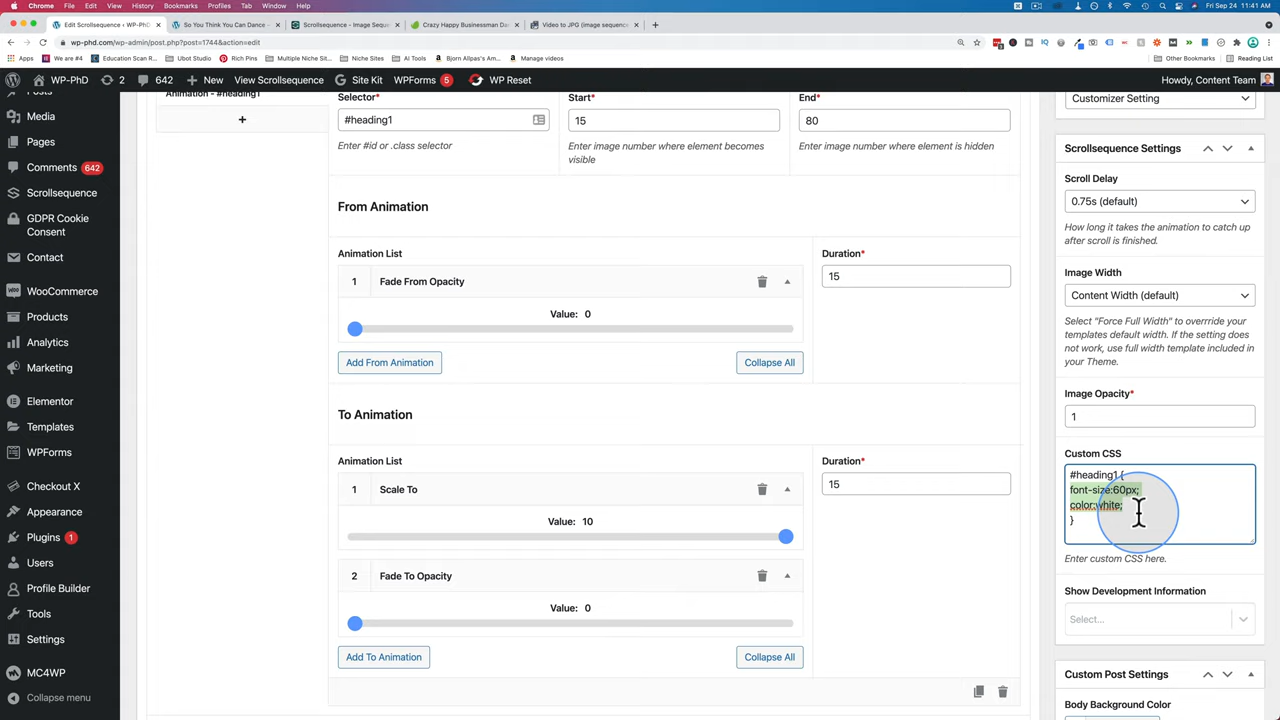 Chrome File Edit View History Bookmarks Profiles Tab Window Help
Fri Sep 24 11:41 AM
Edit Scrollsequence ‹ WP-PhD
So You Think You Can Dance –
Scrollsequence – Image Sequ
Crazy Happy Businessman Da
Video to JPG (image sequence
wp-phd.com/wp-admin/post.php?post=1744&action=edit
Apps
We are #4
Education Scan R...
Ubot Studio
Rich Pins
Multiple Niche Sit...
Niche Sites
AI Tools
Bjorn Allpas's Am...
Manage videos
Other Bookmarks
Reading List
WP-PhD
2
642
New
View Scrollsequence
Site Kit
WPForms 5
WP Reset
Howdy, Content Team
Posts
Media
Pages
Comments 642
Scrollsequence
GDPR Cookie
Consent
Contact
WooCommerce
Products
Analytics
Marketing
Elementor
Templates
WPForms
Checkout X
Appearance
Plugins 1
Users
Profile Builder
Tools
Settings
MC4WP
Collapse menu
Animation - #heading1
+
Selector*
#heading1
Enter #id or .class selector
Start*
15
Enter image number where element becomes
visible
End*
80
Enter image number where element is hidden
From Animation
Animation List
1 Fade From Opacity
Value: 0
Add From Animation
Collapse All
Duration*
15
To Animation
Animation List
1 Scale To
Value: 10
2 Fade To Opacity
Value: 0
Add To Animation
Collapse All
Duration*
15
Customizer Setting
Scrollsequence Settings
Scroll Delay
0.75s (default)
How long it takes the animation to catch up
after scroll is finished.
Image Width
Content Width (default)
Select "Force Full Width" to overrride your
templates default width. If the setting does
not work, use full width template included in
your Theme.
Image Opacity*
1
Custom CSS
#heading1 {
font-size:60px;
color:white;
}
Enter custom CSS here.
Show Development Information
Select...
Custom Post Settings
Body Background Color